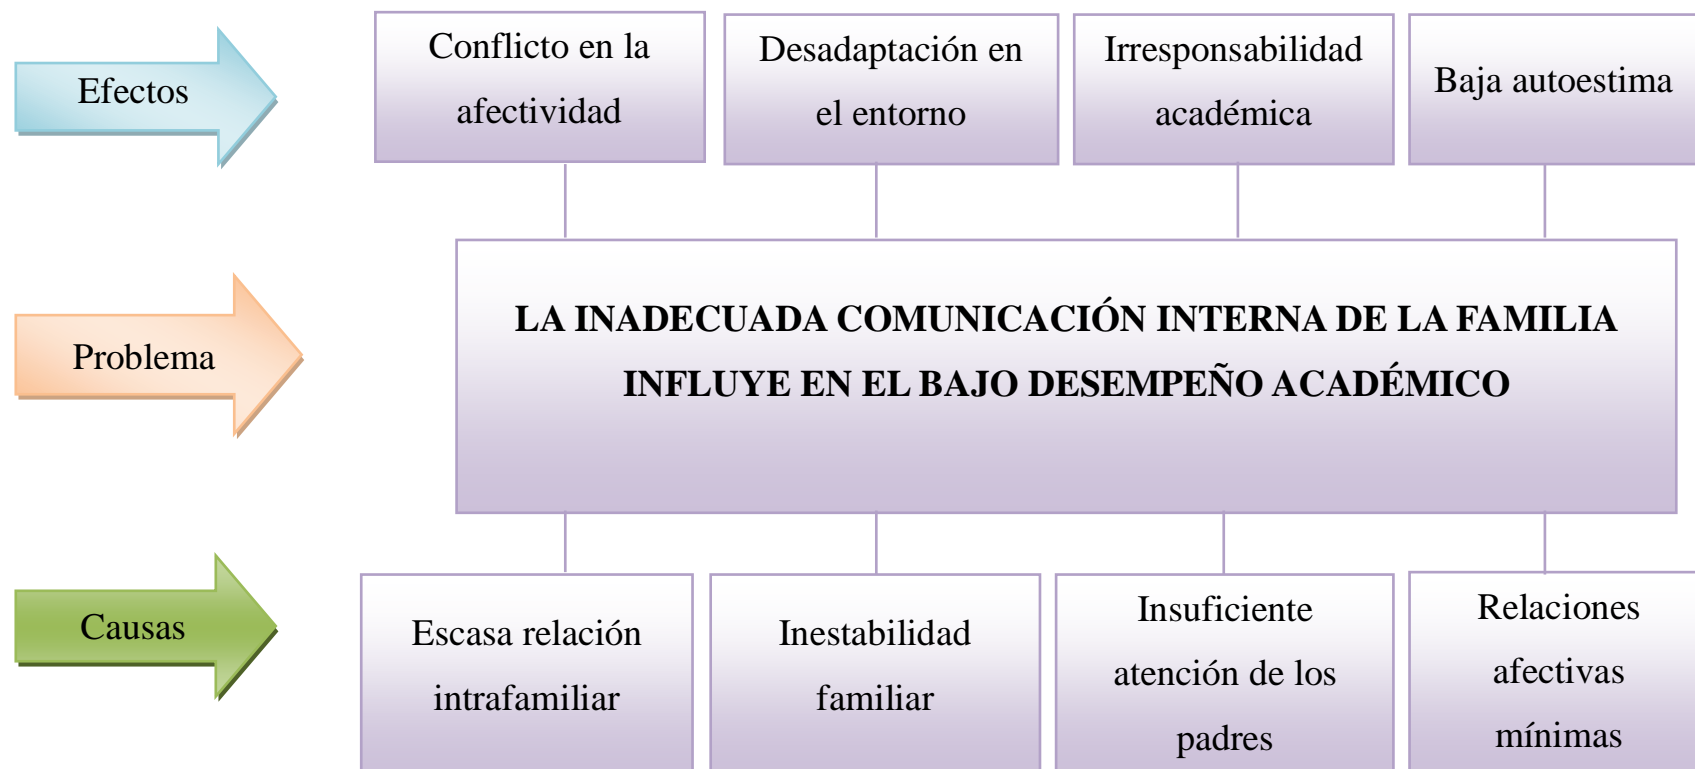 Efectos
Conflicto en la
afectividad
Desadaptación en
el entorno
Irresponsabilidad
académica
Baja autoestima
Problema
LA INADECUADA COMUNICACIÓN INTERNA DE LA FAMILIA
INFLUYE EN EL BAJO DESEMPEÑO ACADÉMICO
Causas
Escasa relación
intrafamiliar
Inestabilidad
familiar
Insuficiente
atención de los
padres
Relaciones
afectivas
mínimas